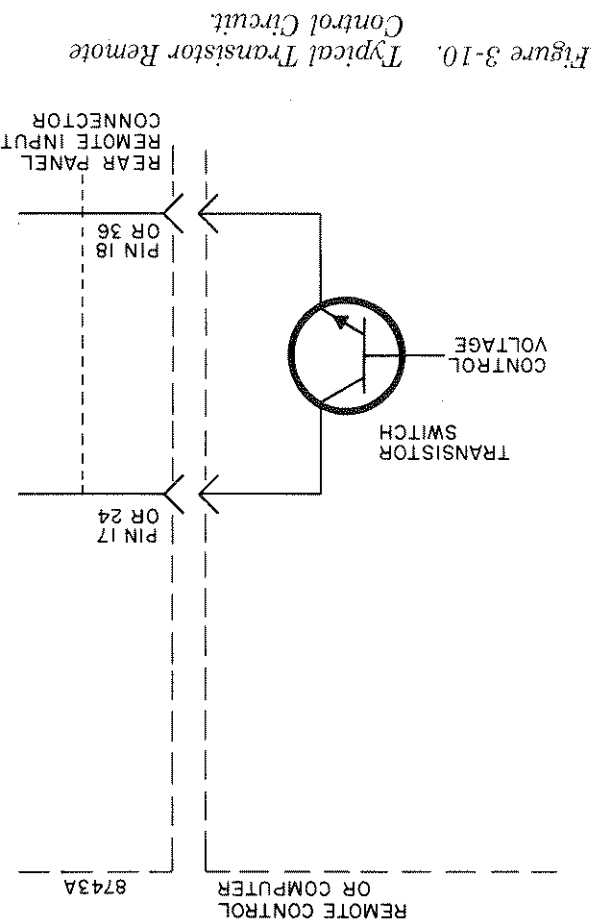 REMOTE CONTROL
OR COMPUTER
8743A
PIN 17
OR 24
TRANSISTOR
SWITCH
CONTROL
VOLTAGE
PIN 18
OR 36
REAR PANEL
REMOTE INPUT
CONNECTOR
Figure 3-10. Typical Transistor Remote
Control Circuit.